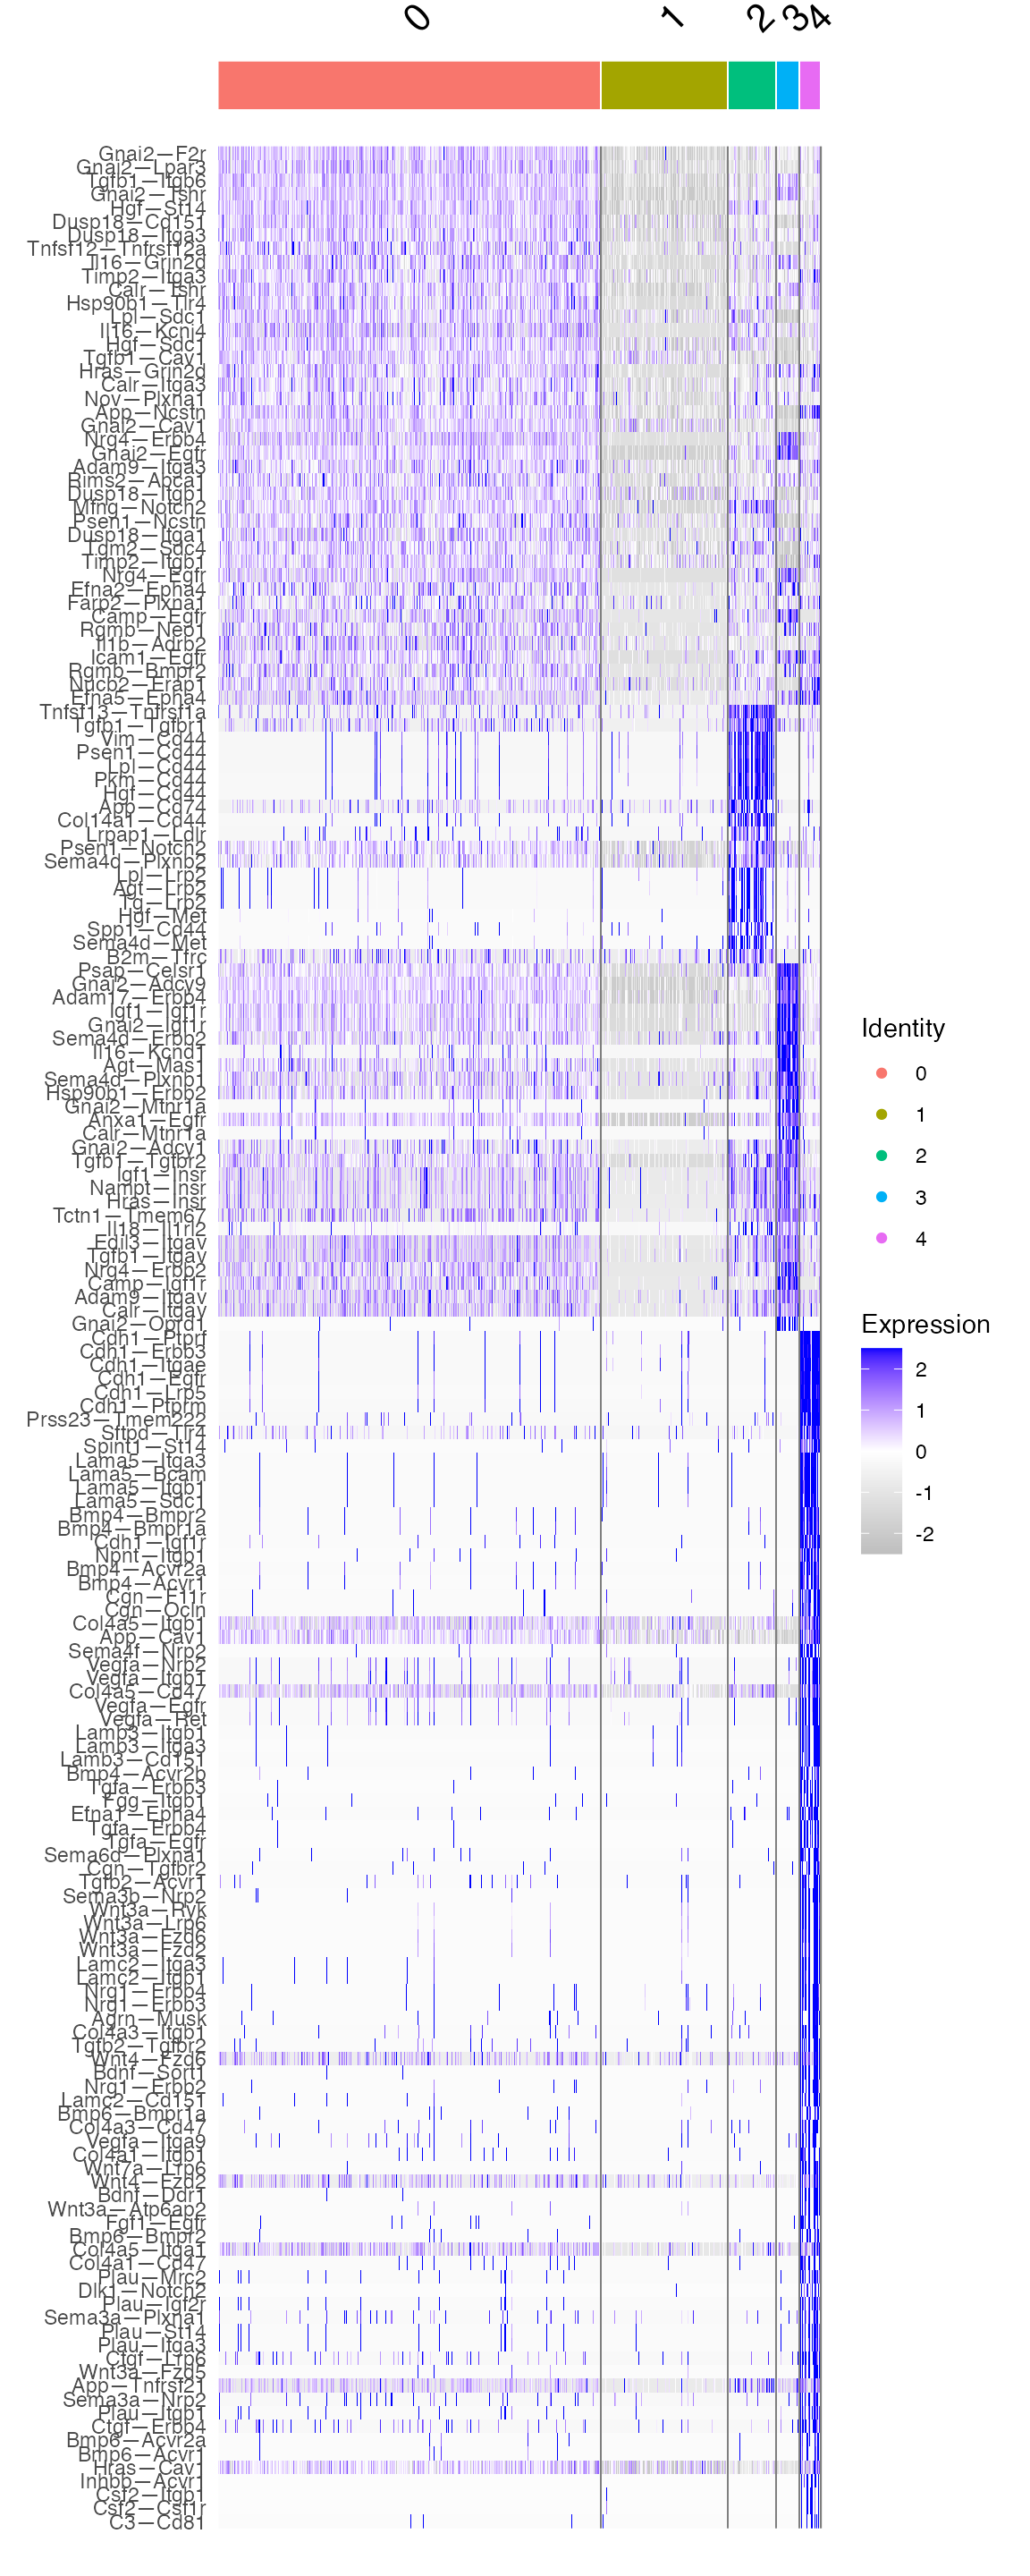 0 1 2 3 4
Gnai2—F2r
Gnai2—Lpar3
Tgfb1—Itgb6
Gnai2—Tshr
Hgf—St14
Dusp18—Cd151
Dusp18—Itga3
Tnfsf12—Tnfrsf12a
Il16—Grin2d
Timp2—Itga3
Calr—Tshr
Hsp90b1—Tlr4
Lpl—Sdc1
Il16—Kcnj4
Hgf—Sdc1
Tgfb1—Cav1
Hras—Grin2d
Calr—Itga3
Nov—Plxna1
App—Ncstn
Gnai2—Cav1
Nrg4—Erbb4
Gnai2—Egfr
Adam9—Itga3
Rims2—Abca1
Dusp18—Itgb1
Mfng—Notch2
Psen1—Ncstn
Dusp18—Itga1
Tgm2—Sdc4
Timp2—Itgb1
Nrg4—Egfr
Efna2—Epha4
Farp2—Plxna1
Camp—Egfr
Rgmb—Neo1
Il1b—Adrb2
Icam1—Egfr
Rgmb—Bmpr2
Nucb2—Erap1
Efna5—Epha4
Tnfsf13—Tnfrsf1a
Tgfb1—Tgfbr1
Vim—Cd44
Psen1—Cd44
Lpl—Cd44
Pkm—Cd44
Hgf—Cd44
App—Cd74
Col14a1—Cd44
Lrpap1—Ldlr
Psen1—Notch2
Sema4d—Plxnb2
Lpl—Lrp2
Agt—Lrp2
Tg—Lrp2
Hgf—Met
Spp1—Cd44
Sema4d—Met
B2m—Tfrc
Psap—Celsr1
Gnai2—Adcy9
Adam17—Erbb4
Igf1—Igf1r
Gnai2—Igf1r
Sema4d—Erbb2
Il16—Kcnd1
Agt—Mas1
Sema4d—Plxnb1
Hsp90b1—Erbb2
Gnai2—Mtnr1a
Anxa1—Egfr
Calr—Mtnr1a
Gnai2—Adcy1
Tgfb1—Tgfbr2
Igf1—Insr
Nampt—Insr
Hras—Insr
Tctn1—Tmem67
Il18—Il1rl2
Edil3—Itgav
Tgfb1—Itgav
Nrg4—Erbb2
Camp—Igf1r
Adam9—Itgav
Calr—Itgav
Gnai2—Oprd1
Cdh1—Ptprf
Cdh1—Erbb3
Cdh1—Itgae
Cdh1—Egfr
Cdh1—Lrp5
Cdh1—Ptprm
Prss23—Tmem222
Sftpd—Tlr4
Spint1—St14
Lama5—Itga3
Lama5—Bcam
Lama5—Itgb1
Lama5—Sdc1
Bmp4—Bmpr2
Bmp4—Bmpr1a
Cdh1—Igf1r
Npnt—Itgb1
Bmp4—Acvr2a
Bmp4—Acvr1
Cgn—F11r
Cgn—Ocln
Col4a5—Itgb1
App—Cav1
Sema4f—Nrp2
Vegfa—Nrp2
Vegfa—Itgb1
Col4a5—Cd47
Vegfa—Egfr
Vegfa—Ret
Lamb3—Itgb1
Lamb3—Itga3
Lamb3—Cd151
Bmp4—Acvr2b
Tgfa—Erbb3
Fgg—Itgb1
Efna1—Epha4
Tgfa—Erbb4
Tgfa—Egfr
Sema6d—Plxna1
Cgn—Tgfbr2
Tgfb2—Acvr1
Sema3b—Nrp2
Wnt3a—Ryk
Wnt3a—Lrp6
Wnt3a—Fzd6
Wnt3a—Fzd2
Lamc2—Itga3
Lamc2—Itgb1
Nrg1—Erbb4
Nrg1—Erbb3
Agrn—Musk
Col4a3—Itgb1
Tgfb2—Tgfbr2
Wnt4—Fzd6
Bdnf—Sort1
Nrg1—Erbb2
Lamc2—Cd151
Bmp6—Bmpr1a
Col4a3—Cd47
Vegfa—Itga9
Col4a1—Itgb1
Wnt7a—Lrp6
Wnt4—Fzd2
Bdnf—Ddr1
Wnt3a—Atp6ap2
Fgf1—Egfr
Bmp6—Bmpr2
Col4a5—Itga1
Col4a1—Cd47
Plau—Mrc2
Dlk1—Notch2
Plau—Igf2r
Sema3a—Plxna1
Plau—St14
Plau—Itga3
Ctgf—Lrp6
Wnt3a—Fzd5
App—Tnfrsf21
Sema3a—Nrp2
Plau—Itgb1
Ctgf—Erbb4
Bmp6—Acvr2a
Bmp6—Acvr1
Hras—Cav1
Inhbb—Acvr1
Csf2—Itgb1
Csf2—Csf1r
C3—Cd81
Identity
0
1
2
3
4
Expression
2
1
0
-1
-2